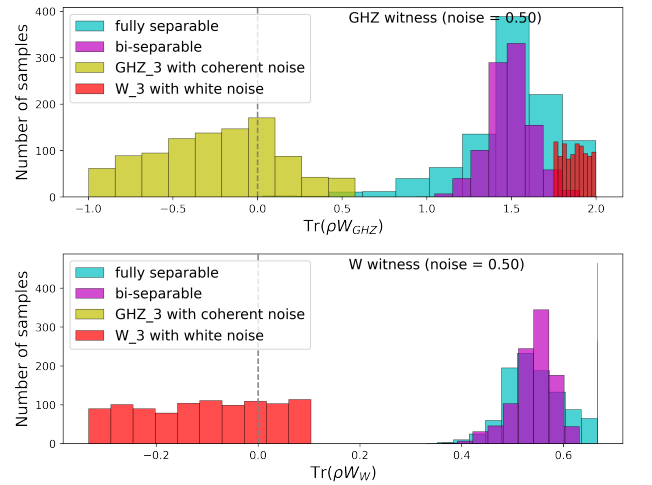 GHZ witness (noise = 0.50)
fully separable
bi-separable
GHZ_3 with coherent noise
W_3 with white noise
Number of samples
400
300
200
100
0
−1.0 −0.5 0.0 0.5 1.0 1.5 2.0
Tr(ρW_GHZ)
W witness (noise = 0.50)
fully separable
bi-separable
GHZ_3 with coherent noise
W_3 with white noise
Number of samples
400
300
200
100
0
−0.2 0.0 0.2 0.4 0.6
Tr(ρW_W)